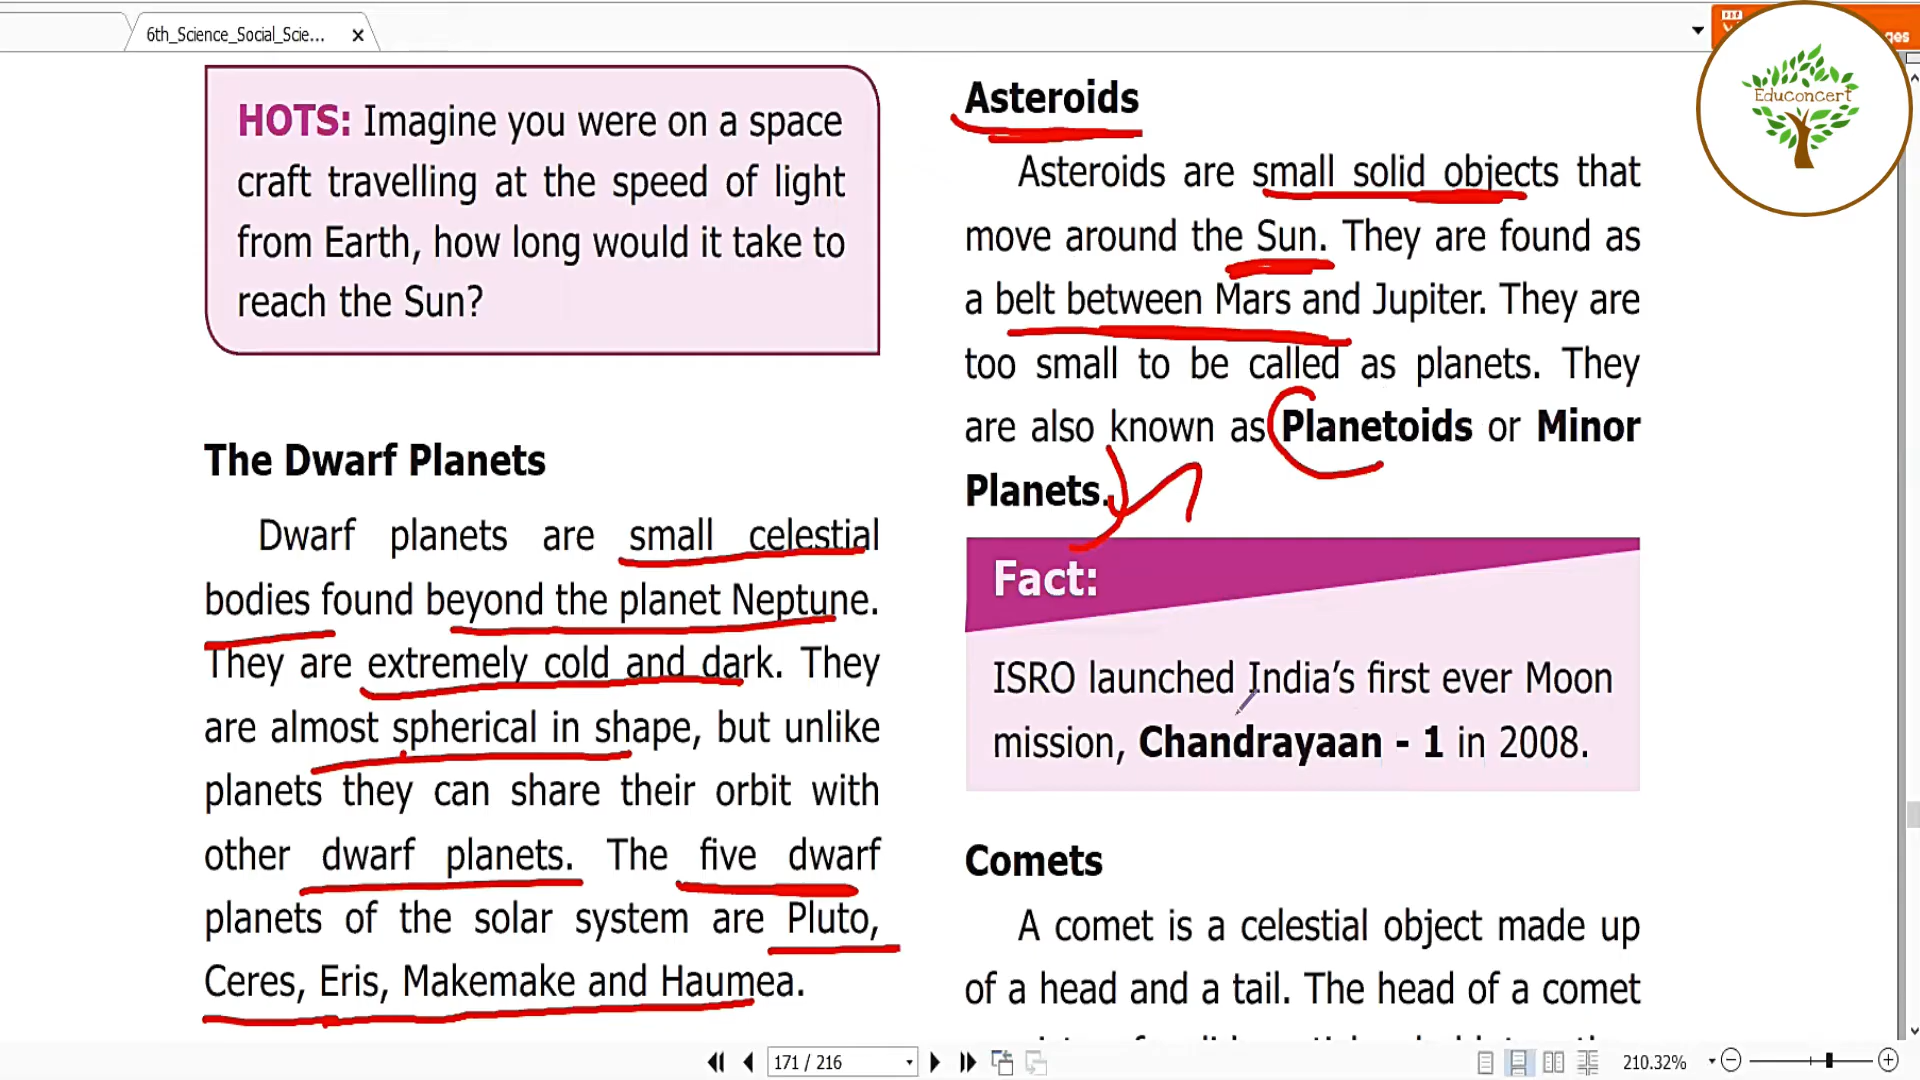 6th_Science_Social_Scie...
ges
Educoncert
HOTS: Imagine you were on a space
craft travelling at the speed of light
from Earth, how long would it take to
reach the Sun?
The Dwarf Planets
Dwarf planets are small celestial
bodies found beyond the planet Neptune.
They are extremely cold and dark. They
are almost spherical in shape, but unlike
planets they can share their orbit with
other dwarf planets. The five dwarf
planets of the solar system are Pluto,
Ceres, Eris, Makemake and Haumea.
Asteroids
Asteroids are small solid objects that
move around the Sun. They are found as
a belt between Mars and Jupiter. They are
too small to be called as planets. They
are also known as Planetoids or Minor
Planets.
Fact:
ISRO launched India's first ever Moon
mission, Chandrayaan - 1 in 2008.
Comets
A comet is a celestial object made up
of a head and a tail. The head of a comet
171 / 216
210.32%